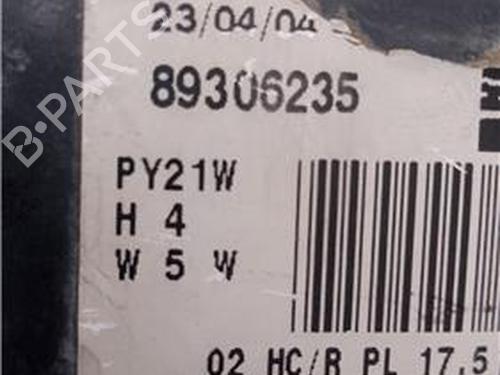 23/04/04
89306235
PY21W
H 4
W 5 W
02 HC/R PL 17,5
B-PARTS